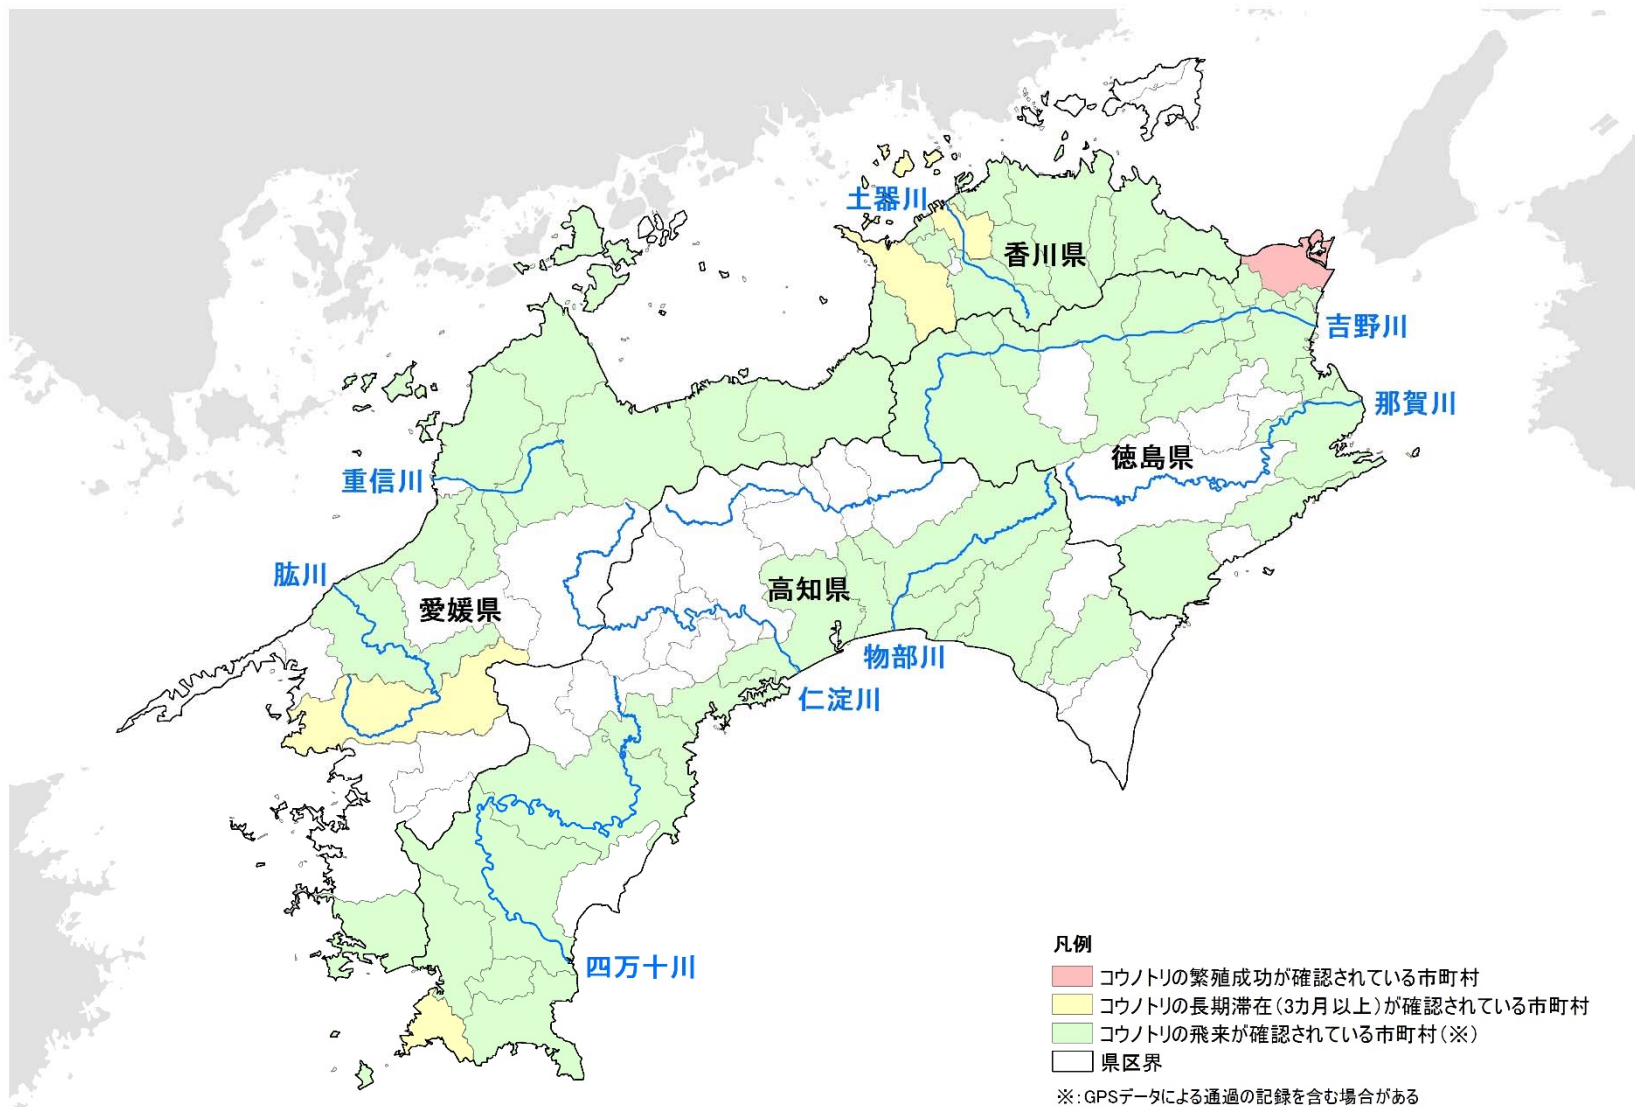 土器川
香川県
吉野川
那賀川
徳島県
重信川
肱川
愛媛県
高知県
物部川
仁淀川
四万十川
凡例
コウノトリの繁殖成功が確認されている市町村
コウノトリの長期滞在(3カ月以上)が確認されている市町村
コウノトリの飛来が確認されている市町村(※)
県区界
※:GPSデータによる通過の記録を含む場合がある